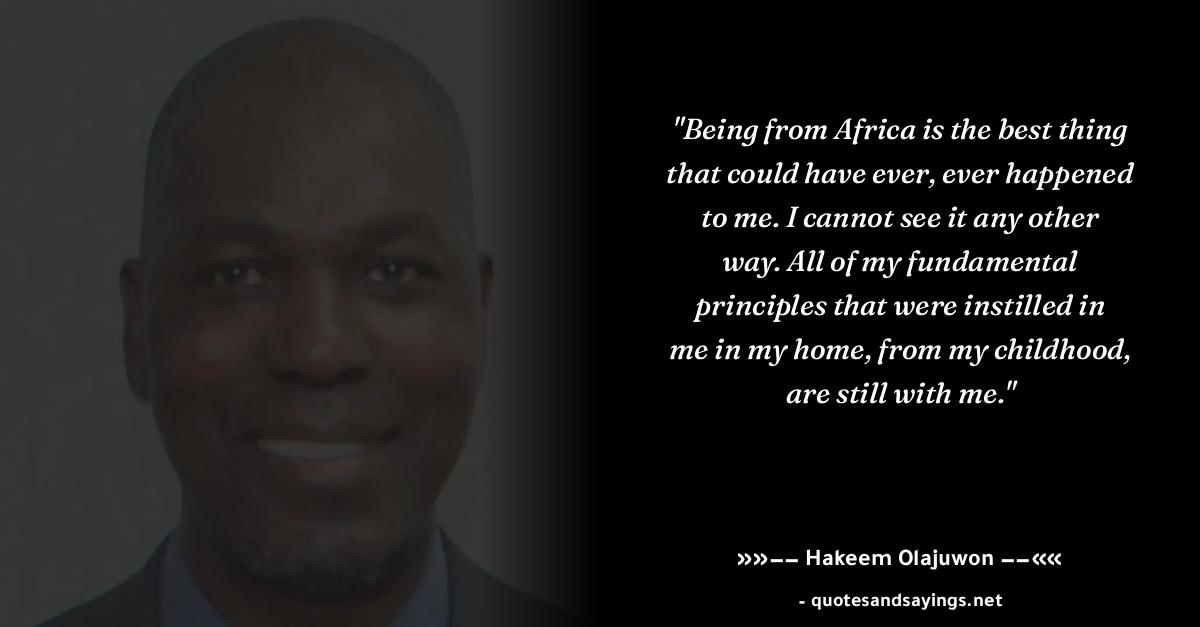 "Being from Africa is the best thing
that could have ever, ever happened
to me. I cannot see it any other
way. All of my fundamental
principles that were instilled in
me in my home, from my childhood,
are still with me."
»»–– Hakeem Olajuwon ––««
- quotesandsayings.net